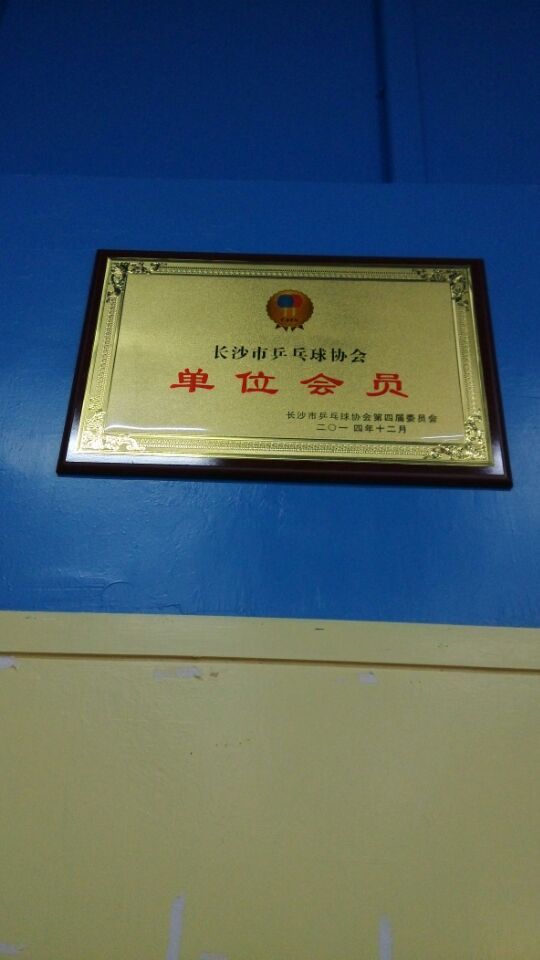 长沙市乒乓球协会
单位会员
长沙市乒乓球协会第四届委员会
二〇一四年十二月